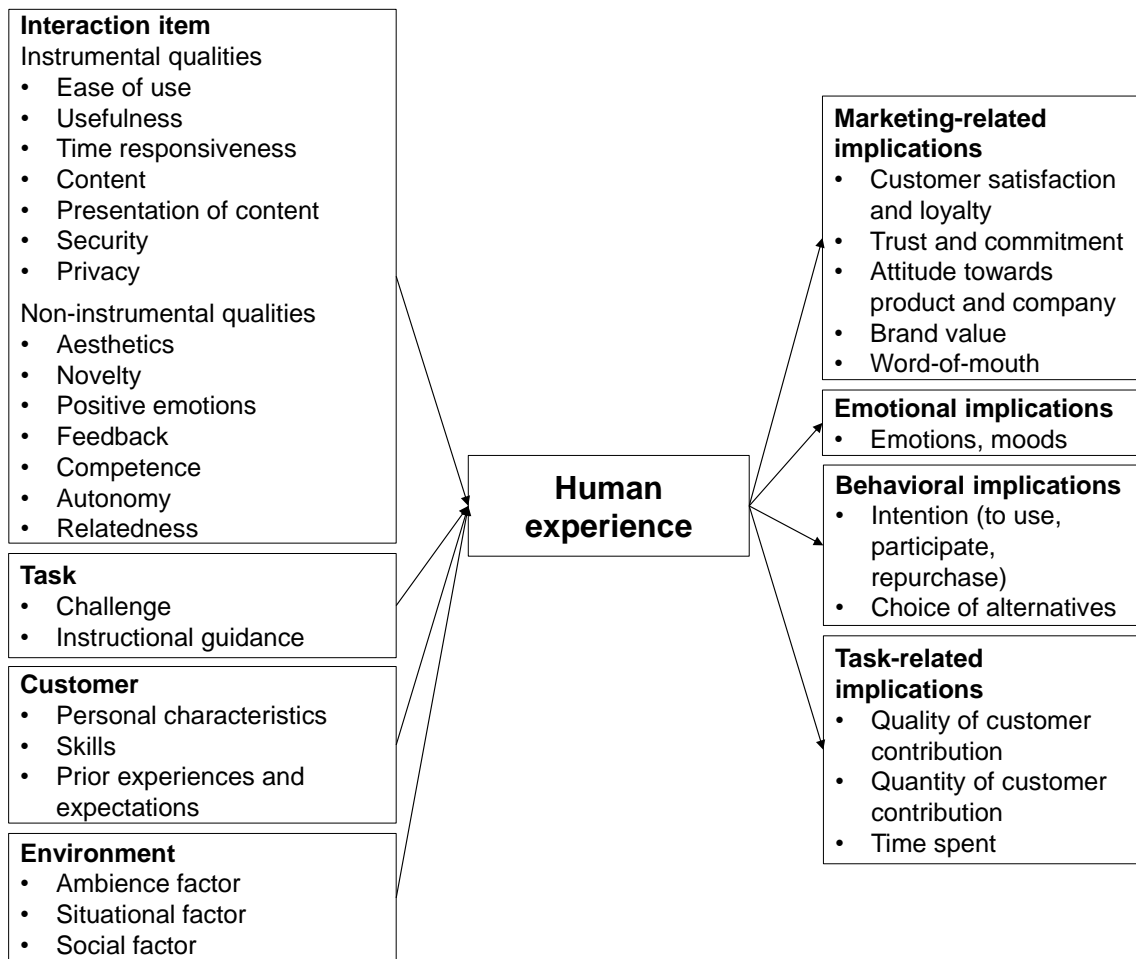 Interaction item
Instrumental qualities
• Ease of use
• Usefulness
• Time responsiveness
• Content
• Presentation of content
• Security
• Privacy
Non-instrumental qualities
• Aesthetics
• Novelty
• Positive emotions
• Feedback
• Competence
• Autonomy
• Relatedness
Task
• Challenge
• Instructional guidance
Customer
• Personal characteristics
• Skills
• Prior experiences and
expectations
Environment
• Ambience factor
• Situational factor
• Social factor
Human
experience
Marketing-related
implications
• Customer satisfaction
and loyalty
• Trust and commitment
• Attitude towards
product and company
• Brand value
• Word-of-mouth
Emotional implications
• Emotions, moods
Behavioral implications
• Intention (to use,
participate,
repurchase)
• Choice of alternatives
Task-related
implications
• Quality of customer
contribution
• Quantity of customer
contribution
• Time spent